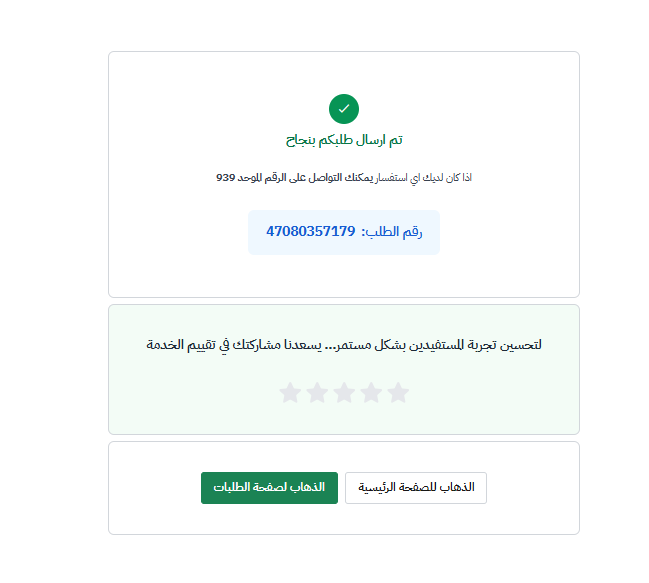 تم ارسال طلبكم بنجاح
اذا كان لديك اي استفسار يمكنك التواصل على الرقم الموحد 939
رقم الطلب: 47080357179
لتحسين تجربة المستفيدين بشكل مستمر... يسعدنا مشاركتك في تقييم الخدمة
الذهاب للصفحة الرئيسية
الذهاب لصفحة الطلبات